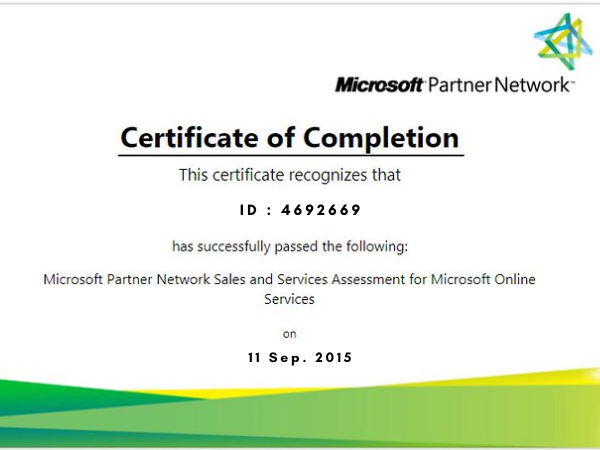 Microsoft Partner Network™
Certificate of Completion
This certificate recognizes that
ID : 4692669
has successfully passed the following:
Microsoft Partner Network Sales and Services Assessment for Microsoft Online
Services
on
11 Sep. 2015